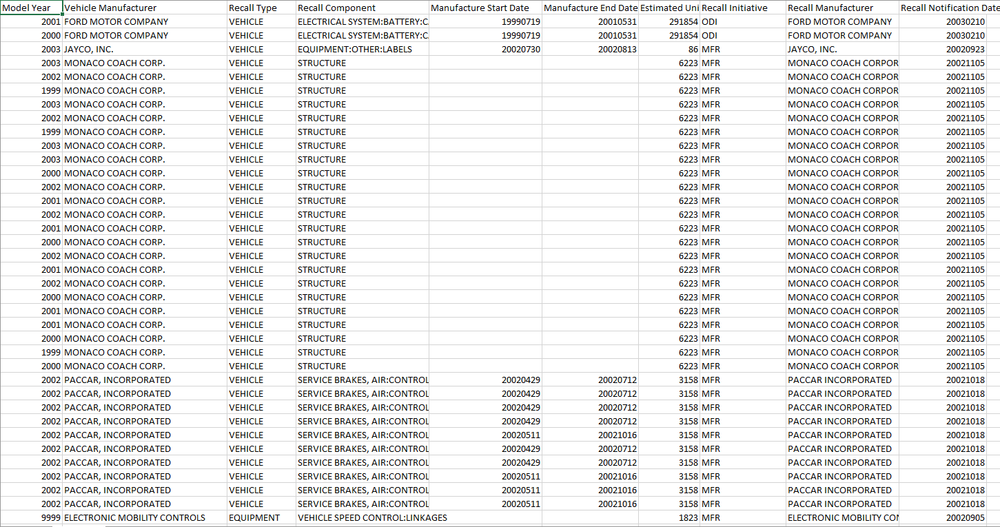 Model Year Vehicle Manufacturer Recall Type Recall Component Manufacture Start Date Manufacture End Date Estimated Uni Recall Initiative Recall Manufacturer Recall Notification Date
2001 FORD MOTOR COMPANY VEHICLE ELECTRICAL SYSTEM:BATTERY:C 19990719 20010531 291854 ODI FORD MOTOR COMPANY 20030210
2000 FORD MOTOR COMPANY VEHICLE ELECTRICAL SYSTEM:BATTERY:C 19990719 20010531 291854 ODI FORD MOTOR COMPANY 20030210
2003 JAYCO, INC. VEHICLE EQUIPMENT:OTHER:LABELS 20020730 20020813 86 MFR JAYCO, INC. 20020923
2003 MONACO COACH CORP. VEHICLE STRUCTURE 6223 MFR MONACO COACH CORPOR 20021105
2002 MONACO COACH CORP. VEHICLE STRUCTURE 6223 MFR MONACO COACH CORPOR 20021105
1999 MONACO COACH CORP. VEHICLE STRUCTURE 6223 MFR MONACO COACH CORPOR 20021105
2003 MONACO COACH CORP. VEHICLE STRUCTURE 6223 MFR MONACO COACH CORPOR 20021105
2002 MONACO COACH CORP. VEHICLE STRUCTURE 6223 MFR MONACO COACH CORPOR 20021105
1999 MONACO COACH CORP. VEHICLE STRUCTURE 6223 MFR MONACO COACH CORPOR 20021105
2003 MONACO COACH CORP. VEHICLE STRUCTURE 6223 MFR MONACO COACH CORPOR 20021105
2003 MONACO COACH CORP. VEHICLE STRUCTURE 6223 MFR MONACO COACH CORPOR 20021105
2000 MONACO COACH CORP. VEHICLE STRUCTURE 6223 MFR MONACO COACH CORPOR 20021105
2002 MONACO COACH CORP. VEHICLE STRUCTURE 6223 MFR MONACO COACH CORPOR 20021105
2001 MONACO COACH CORP. VEHICLE STRUCTURE 6223 MFR MONACO COACH CORPOR 20021105
2002 MONACO COACH CORP. VEHICLE STRUCTURE 6223 MFR MONACO COACH CORPOR 20021105
2001 MONACO COACH CORP. VEHICLE STRUCTURE 6223 MFR MONACO COACH CORPOR 20021105
2000 MONACO COACH CORP. VEHICLE STRUCTURE 6223 MFR MONACO COACH CORPOR 20021105
2002 MONACO COACH CORP. VEHICLE STRUCTURE 6223 MFR MONACO COACH CORPOR 20021105
2001 MONACO COACH CORP. VEHICLE STRUCTURE 6223 MFR MONACO COACH CORPOR 20021105
2002 MONACO COACH CORP. VEHICLE STRUCTURE 6223 MFR MONACO COACH CORPOR 20021105
2000 MONACO COACH CORP. VEHICLE STRUCTURE 6223 MFR MONACO COACH CORPOR 20021105
2001 MONACO COACH CORP. VEHICLE STRUCTURE 6223 MFR MONACO COACH CORPOR 20021105
2001 MONACO COACH CORP. VEHICLE STRUCTURE 6223 MFR MONACO COACH CORPOR 20021105
2000 MONACO COACH CORP. VEHICLE STRUCTURE 6223 MFR MONACO COACH CORPOR 20021105
1999 MONACO COACH CORP. VEHICLE STRUCTURE 6223 MFR MONACO COACH CORPOR 20021105
2000 MONACO COACH CORP. VEHICLE STRUCTURE 6223 MFR MONACO COACH CORPOR 20021105
2002 PACCAR, INCORPORATED VEHICLE SERVICE BRAKES, AIR:CONTROL 20020429 20020712 3158 MFR PACCAR INCORPORATED 20021018
2002 PACCAR, INCORPORATED VEHICLE SERVICE BRAKES, AIR:CONTROL 20020429 20020712 3158 MFR PACCAR INCORPORATED 20021018
2002 PACCAR, INCORPORATED VEHICLE SERVICE BRAKES, AIR:CONTROL 20020429 20020712 3158 MFR PACCAR INCORPORATED 20021018
2002 PACCAR, INCORPORATED VEHICLE SERVICE BRAKES, AIR:CONTROL 20020429 20020712 3158 MFR PACCAR INCORPORATED 20021018
2002 PACCAR, INCORPORATED VEHICLE SERVICE BRAKES, AIR:CONTROL 20020511 20021016 3158 MFR PACCAR INCORPORATED 20021018
2002 PACCAR, INCORPORATED VEHICLE SERVICE BRAKES, AIR:CONTROL 20020429 20020712 3158 MFR PACCAR INCORPORATED 20021018
2002 PACCAR, INCORPORATED VEHICLE SERVICE BRAKES, AIR:CONTROL 20020429 20020712 3158 MFR PACCAR INCORPORATED 20021018
2002 PACCAR, INCORPORATED VEHICLE SERVICE BRAKES, AIR:CONTROL 20020511 20021016 3158 MFR PACCAR INCORPORATED 20021018
2002 PACCAR, INCORPORATED VEHICLE SERVICE BRAKES, AIR:CONTROL 20020511 20021016 3158 MFR PACCAR INCORPORATED 20021018
2002 PACCAR, INCORPORATED VEHICLE SERVICE BRAKES, AIR:CONTROL 20020511 20021016 3158 MFR PACCAR INCORPORATED 20021018
9999 ELECTRONIC MOBILITY CONTROLS EQUIPMENT VEHICLE SPEED CONTROL:LINKAGES 1823 MFR ELECTRONIC MOBILITY CON 20020905